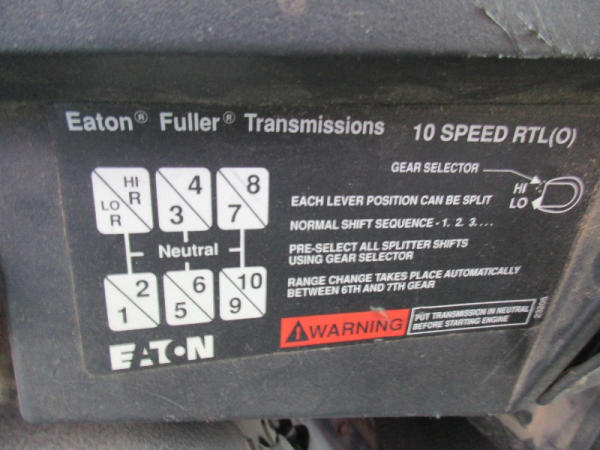 Eaton® Fuller® Transmissions 10 SPEED RTL(O)
GEAR SELECTOR
HI
LO
HI
R
LO
R
4
3
8
7
EACH LEVER POSITION CAN BE SPLIT
NORMAL SHIFT SEQUENCE - 1. 2. 3. . . .
Neutral
PRE-SELECT ALL SPLITTER SHIFTS
USING GEAR SELECTOR
2
1
6
5
10
9
RANGE CHANGE TAKES PLACE AUTOMATICALLY
BETWEEN 6TH AND 7TH GEAR
WARNING
PUT TRANSMISSION IN NEUTRAL
BEFORE STARTING ENGINE
EATON